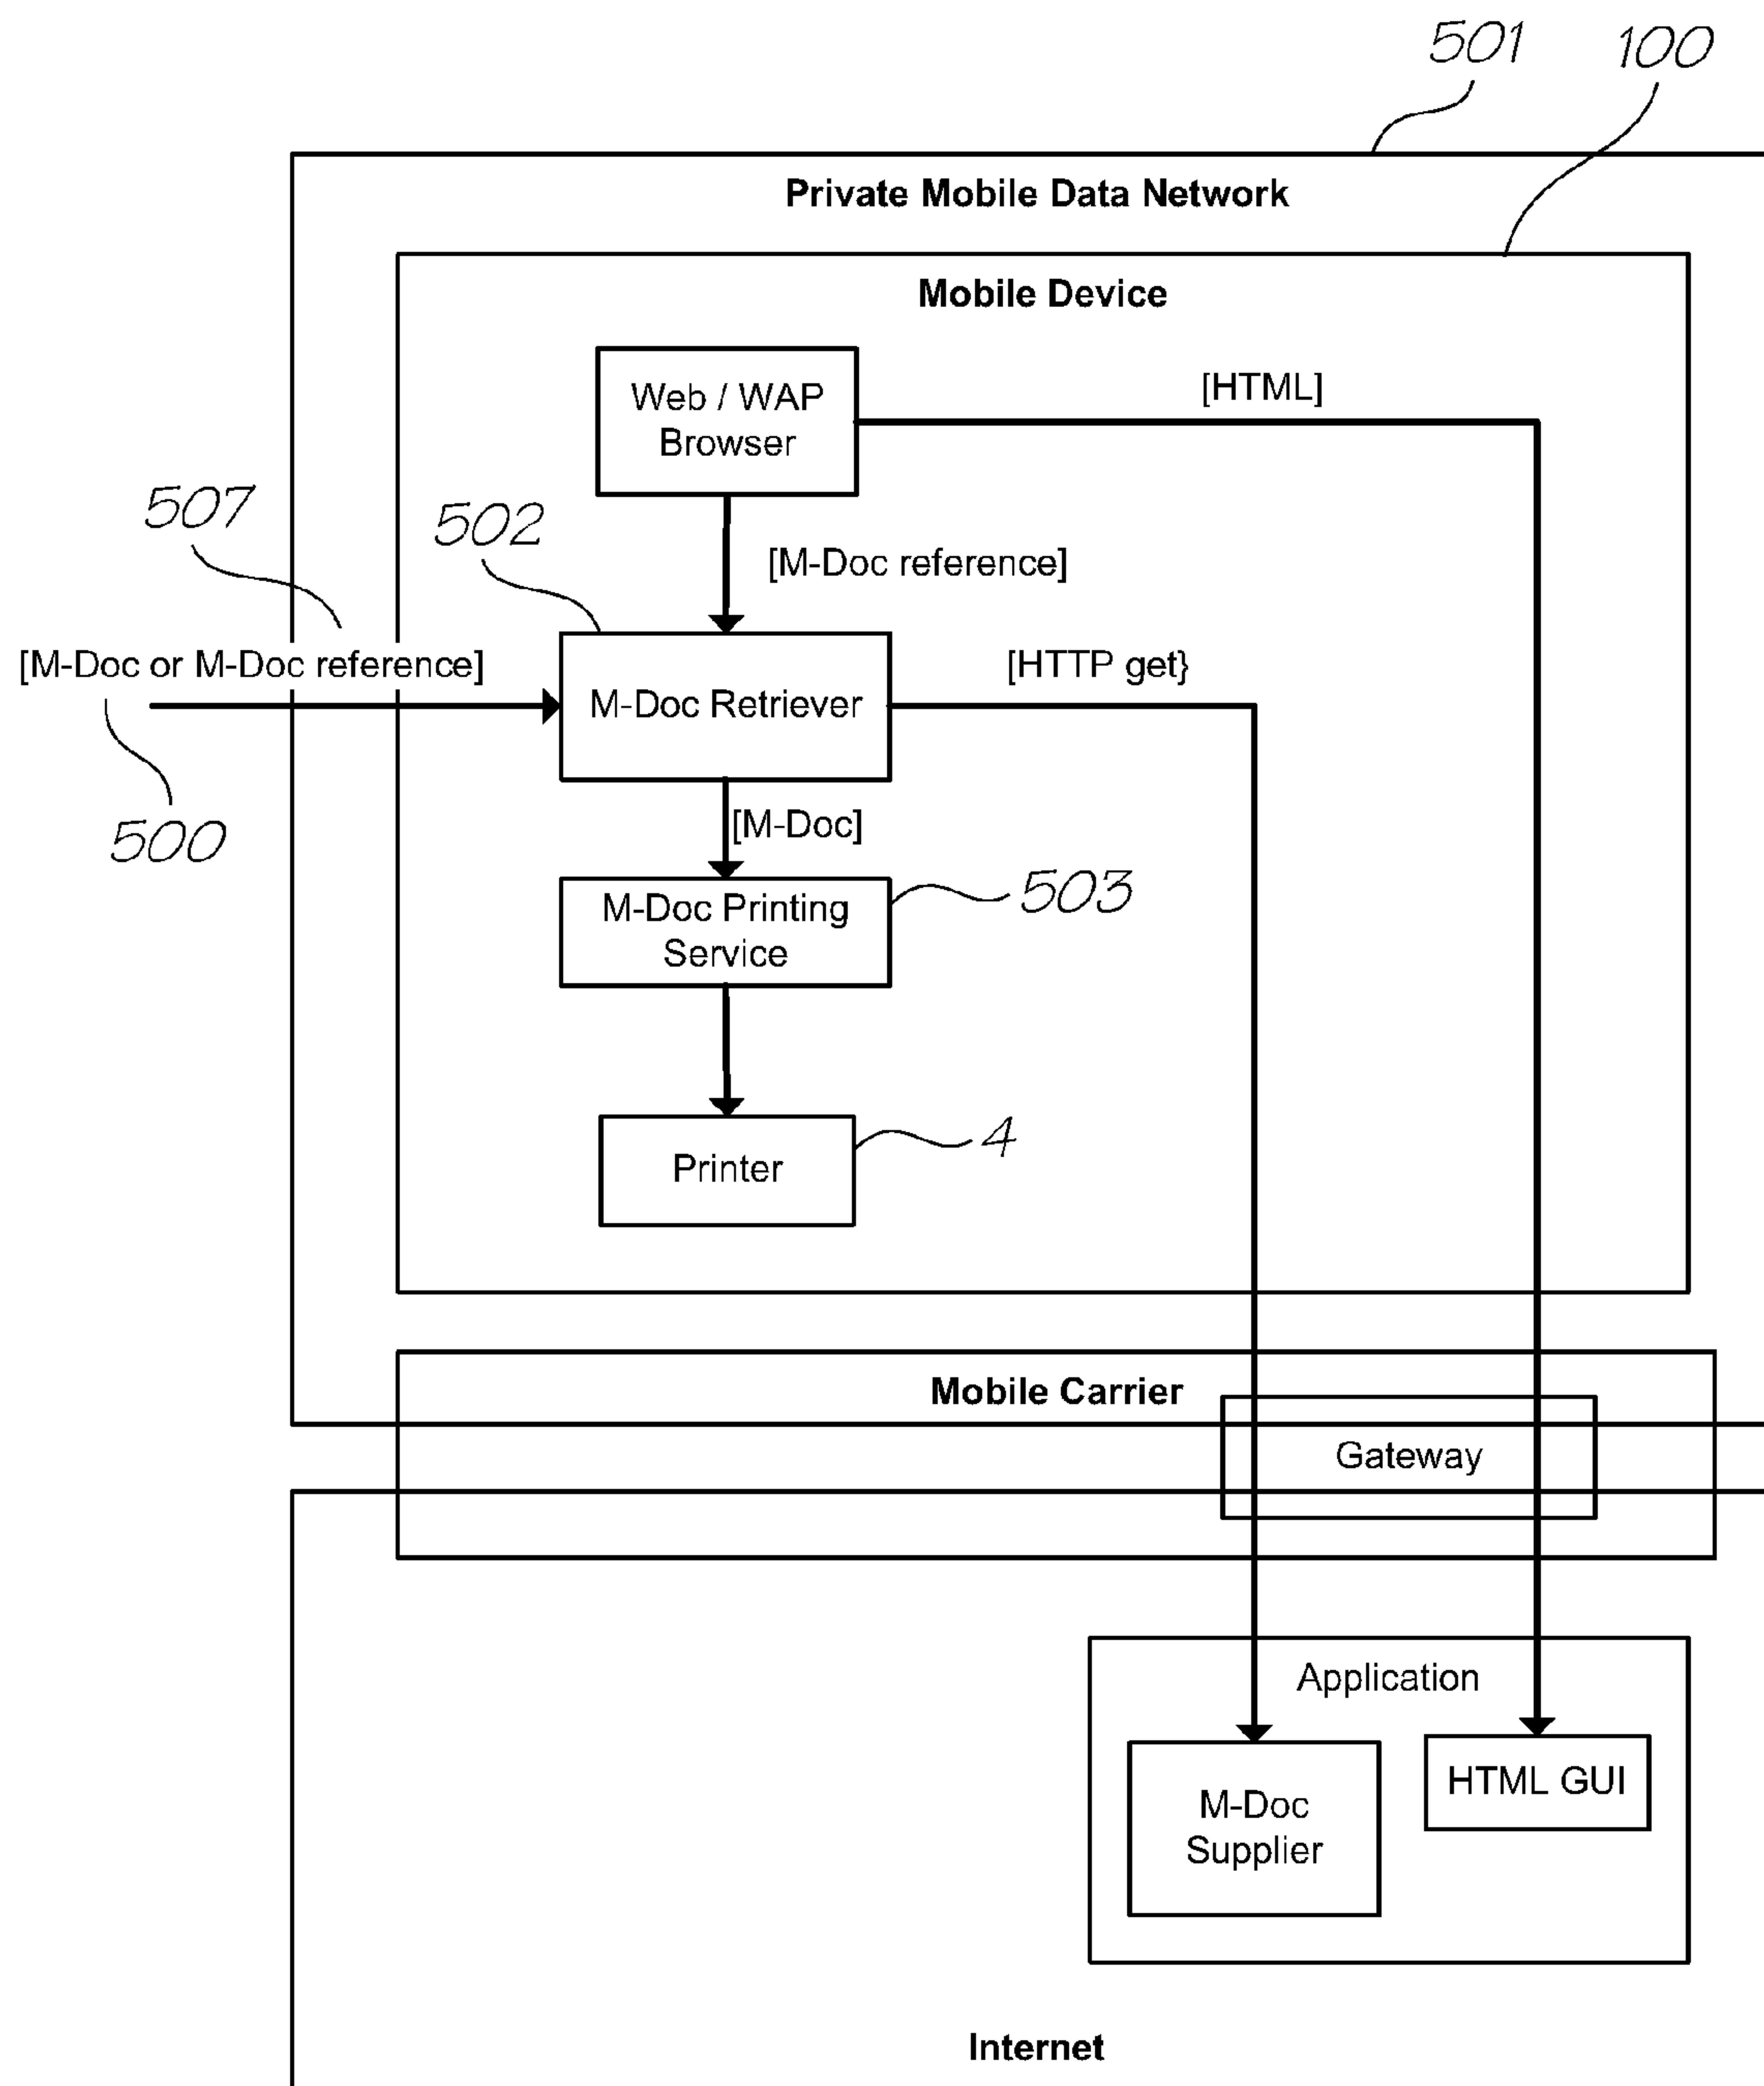 501
100
Private Mobile Data Network
Mobile Device
Web / WAP
Browser
[HTML]
507
502
[M-Doc reference]
[M-Doc or M-Doc reference]
M-Doc Retriever
[HTTP get}
500
[M-Doc]
M-Doc Printing
Service
503
Printer
4
Mobile Carrier
Gateway
Application
M-Doc
Supplier
HTML GUI
Internet